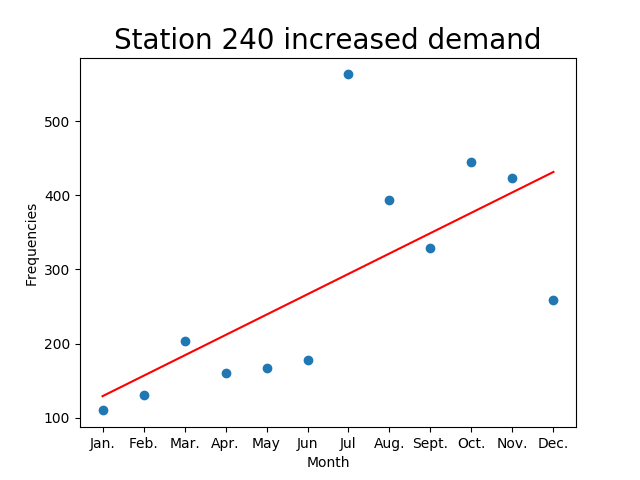 Station 240 increased demand
Frequencies
500
400
300
200
100
Jan. Feb. Mar. Apr. May Jun Jul Aug. Sept. Oct. Nov. Dec.
Month